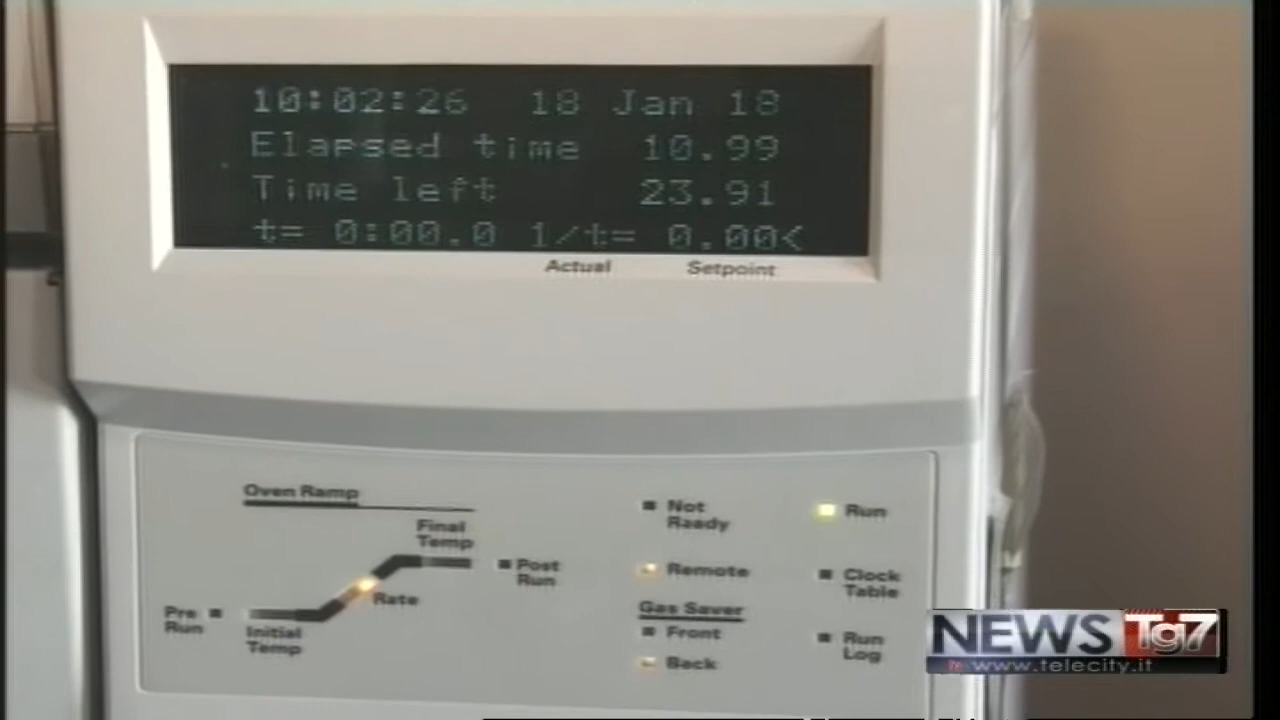 10:02:26 18 Jan 18
Elapsed time 10.99
Time left 23.91
t= 0:00.0 1/t= 0.00<
Actual Setpoint
Oven Ramp
Final
Temp
Post
Run
Rate
Pre
Run
Initial
Temp
Not
Ready
Run
Remote
Clock
Table
Gas Saver
Front
Run
Log
Back
NEWS Tg7
www.telecity.it